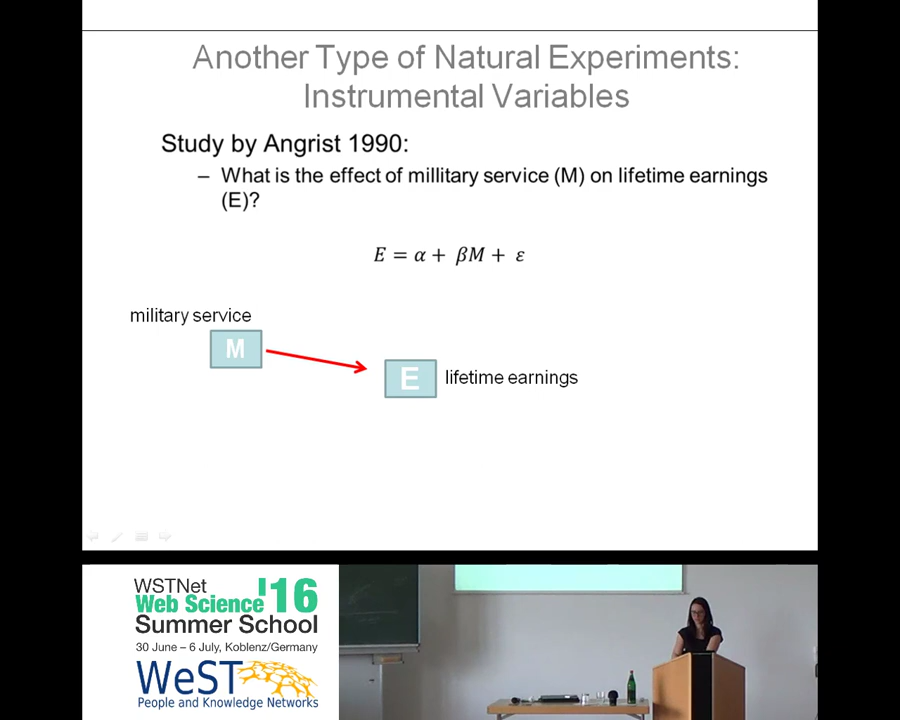 Another Type of Natural Experiments:
Instrumental Variables
Study by Angrist 1990:
– What is the effect of millitary service (M) on lifetime earnings
(E)?
E = α + βM + ε
military service
M
E
lifetime earnings
WSTNet
Web Science '16
Summer School
30 June – 6 July, Koblenz/Germany
WeST
People and Knowledge Networks